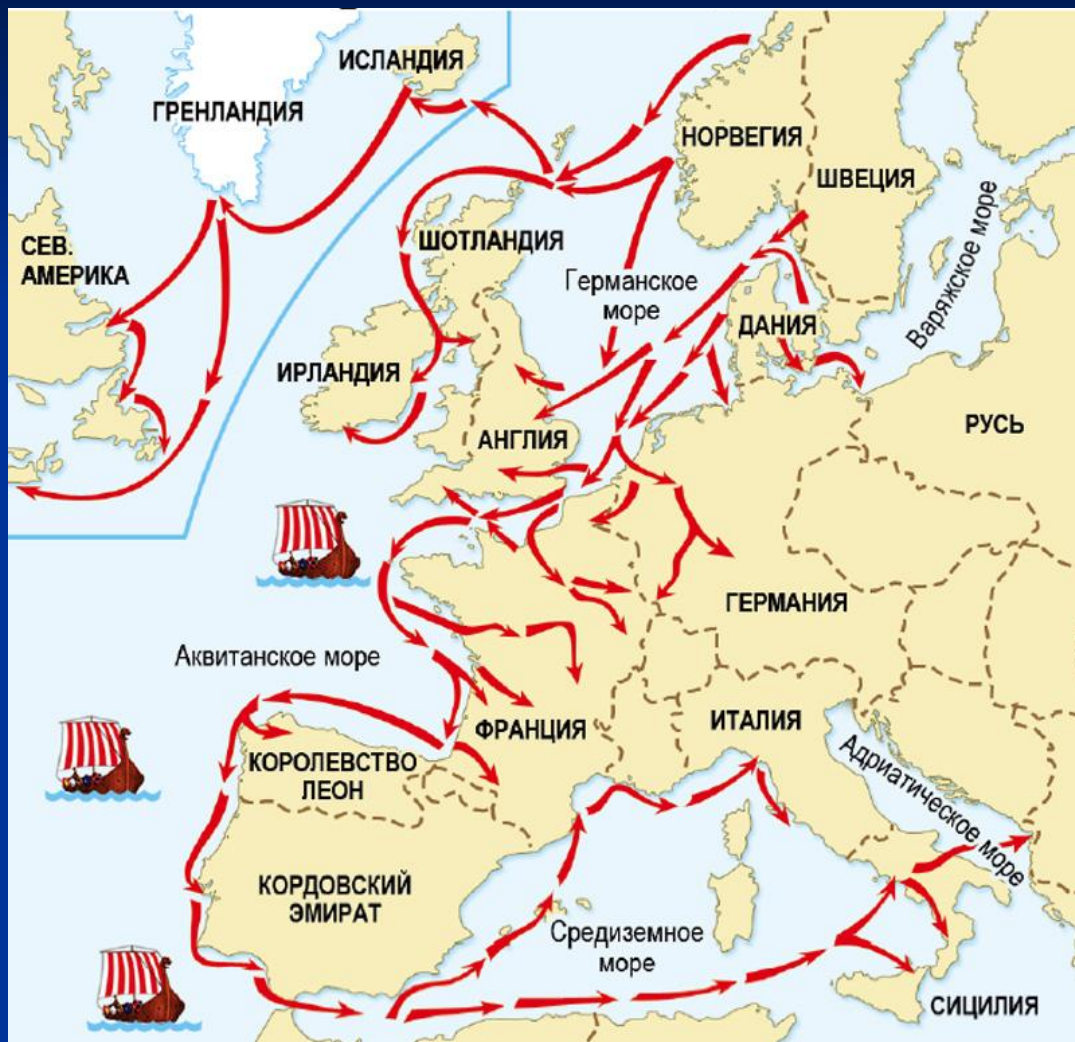 ИСЛАНДИЯ
ГРЕНЛАНДИЯ
НОРВЕГИЯ
ШВЕЦИЯ
СЕВ.
АМЕРИКА
ШОТЛАНДИЯ
Германское
море
Варяжское море
ДАНИЯ
ИРЛАНДИЯ
АНГЛИЯ
РУСЬ
ГЕРМАНИЯ
Аквитанское море
ФРАНЦИЯ
ИТАЛИЯ
КОРОЛЕВСТВО
ЛЕОН
Адриатическое море
КОРДОВСКИЙ
ЭМИРАТ
Средиземное
море
СИЦИЛИЯ